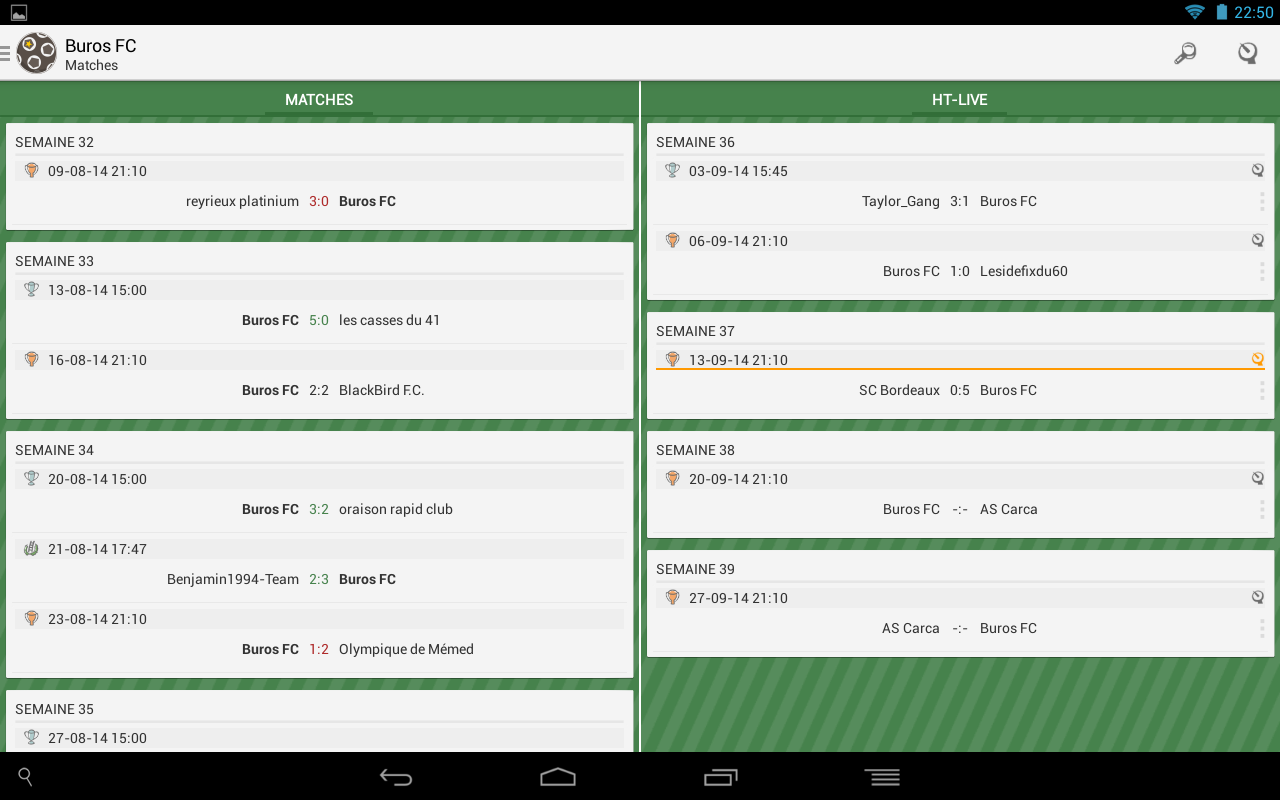 22:50
Buros FC
Matches
MATCHES
SEMAINE 32
09-08-14 21:10
reyrieux platinium 3:0 Buros FC
SEMAINE 33
13-08-14 15:00
Buros FC 5:0 les casses du 41
16-08-14 21:10
Buros FC 2:2 BlackBird F.C.
SEMAINE 34
20-08-14 15:00
Buros FC 3:2 oraison rapid club
21-08-14 17:47
Benjamin1994-Team 2:3 Buros FC
23-08-14 21:10
Buros FC 1:2 Olympique de Mémed
SEMAINE 35
27-08-14 15:00
HT-LIVE
SEMAINE 36
03-09-14 15:45
Taylor_Gang 3:1 Buros FC
06-09-14 21:10
Buros FC 1:0 Lesidefixdu60
SEMAINE 37
13-09-14 21:10
SC Bordeaux 0:5 Buros FC
SEMAINE 38
20-09-14 21:10
Buros FC -:- AS Carca
SEMAINE 39
27-09-14 21:10
AS Carca -:- Buros FC